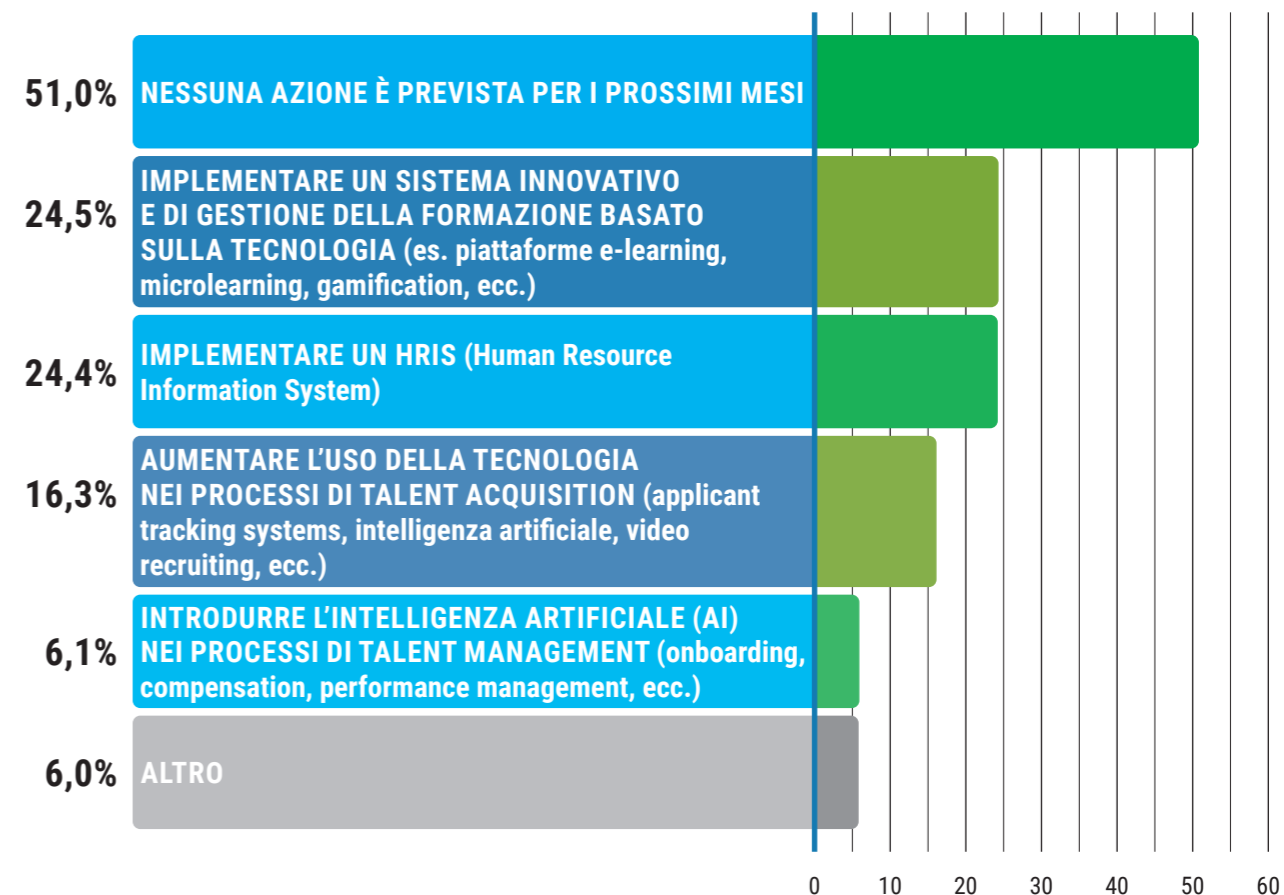 51,0%
NESSUNA AZIONE È PREVISTA PER I PROSSIMI MESI
24,5%
IMPLEMENTARE UN SISTEMA INNOVATIVO
E DI GESTIONE DELLA FORMAZIONE BASATO
SULLA TECNOLOGIA (es. piattaforme e-learning,
microlearning, gamification, ecc.)
24,4%
IMPLEMENTARE UN HRIS (Human Resource
Information System)
16,3%
AUMENTARE L’USO DELLA TECNOLOGIA
NEI PROCESSI DI TALENT ACQUISITION (applicant
tracking systems, intelligenza artificiale, video
recruiting, ecc.)
6,1%
INTRODURRE L’INTELLIGENZA ARTIFICIALE (AI)
NEI PROCESSI DI TALENT MANAGEMENT (onboarding,
compensation, performance management, ecc.)
6,0%
ALTRO
0 10 20 30 40 50 60